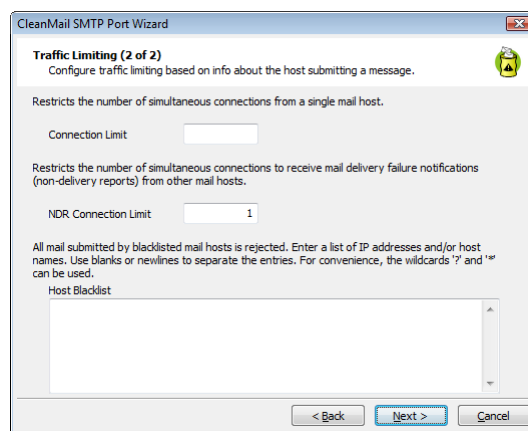 CleanMail SMTP Port Wizard
Traffic Limiting (2 of 2)
Configure traffic limiting based on info about the host submitting a message.
Restricts the number of simultaneous connections from a single mail host.
Connection Limit
Restricts the number of simultaneous connections to receive mail delivery failure notifications
(non-delivery reports) from other mail hosts.
NDR Connection Limit 1
All mail submitted by blacklisted mail hosts is rejected. Enter a list of IP addresses and/or host
names. Use blanks or newlines to separate the entries. For convenience, the wildcards '?' and '*'
can be used.
Host Blacklist
< Back Next > Cancel